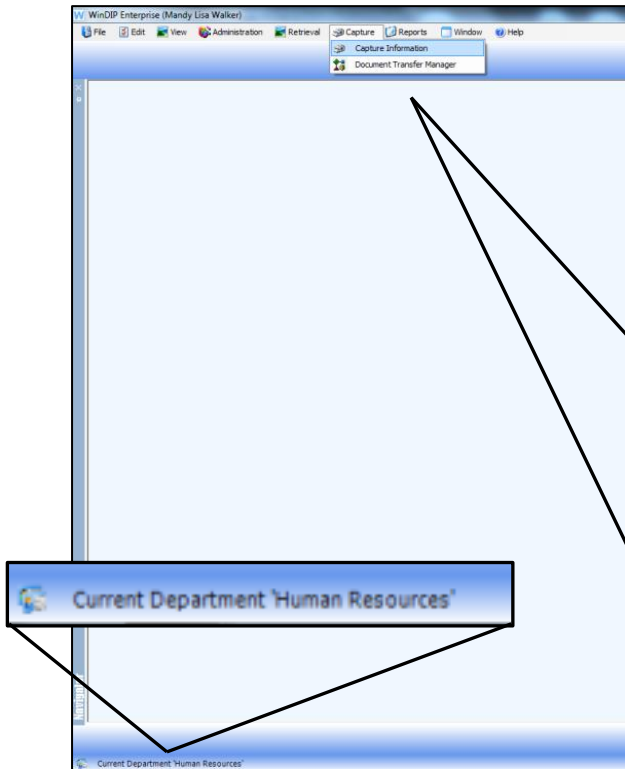 WinDIP Enterprise (Mandy Lisa Walker)
File Edit View Administration Retrieval Capture Reports Window Help
Capture Information
Document Transfer Manager
Current Department 'Human Resources'
Navigator
Current Department 'Human Resources'